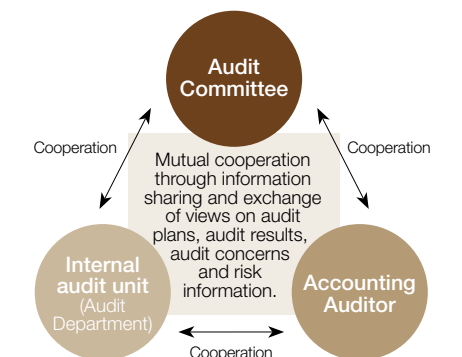 Audit
Committee
Cooperation
Cooperation
Mutual cooperation
through information
sharing and exchange
of views on audit
plans, audit results,
audit concerns
and risk
information.
Internal
audit unit
(Audit
Department)
Accounting
Auditor
Cooperation